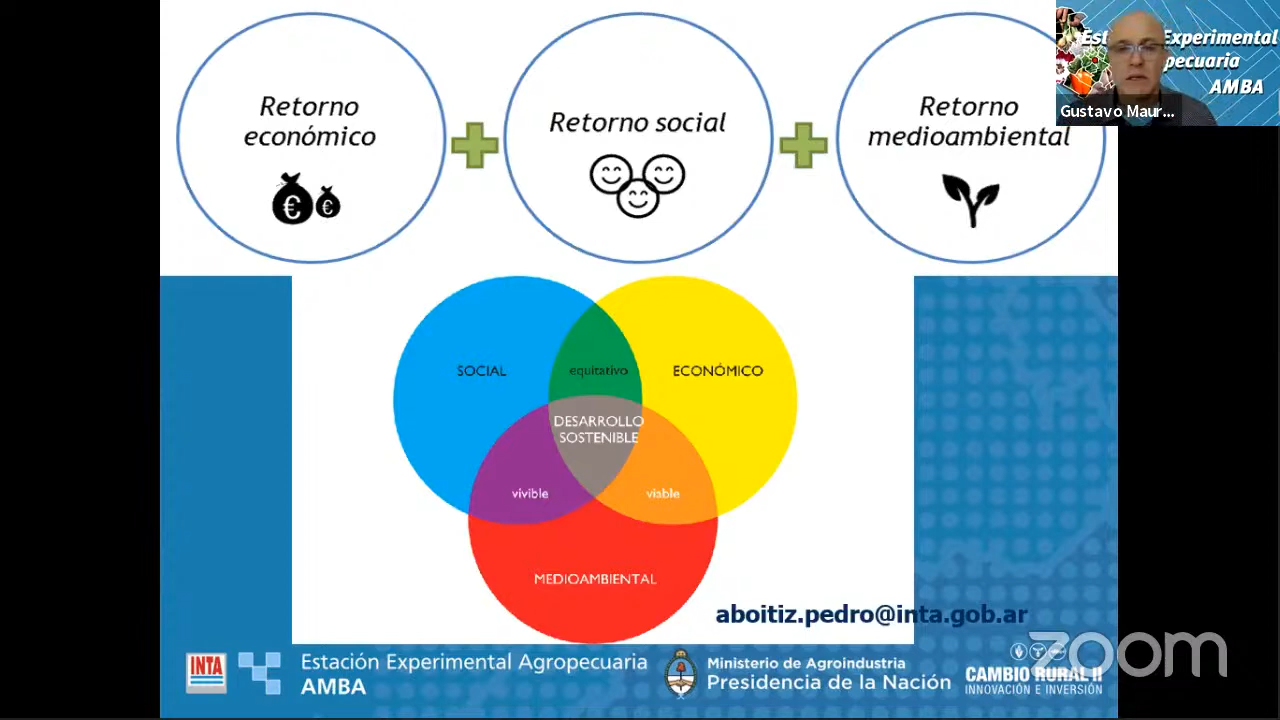 Retorno
económico
€ €
Retorno social
Retorno
medioambiental
Experimental
pecuaria
AMBA
Gustavo Maur...
SOCIAL
equitativo
ECONÓMICO
DESARROLLO
SOSTENIBLE
vivible
viable
MEDIOAMBIENTAL
aboitiz.pedro@inta.gob.ar
INTA
Estación Experimental Agropecuaria
AMBA
Ministerio de Agroindustria
Presidencia de la Nación
CAMBIO RURAL II
INNOVACIÓN E INVERSIÓN
zoom